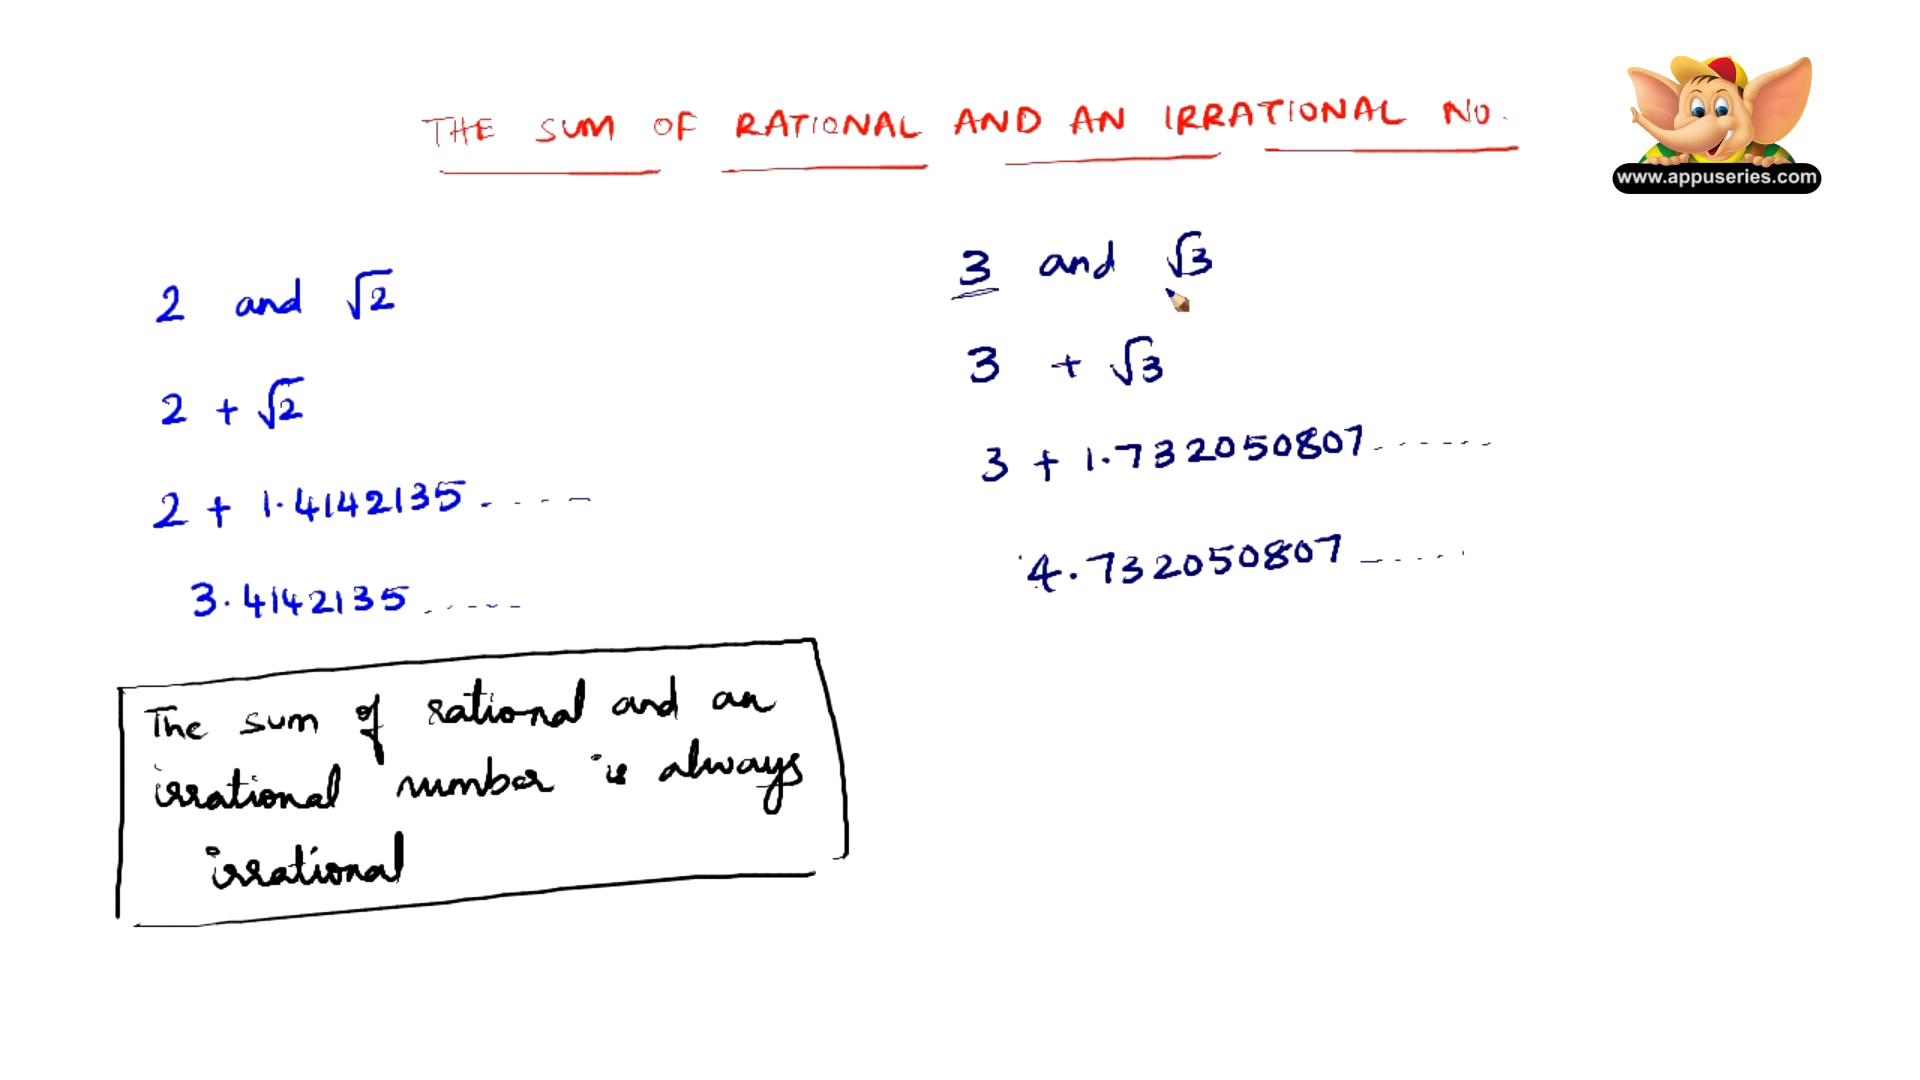 THE SUM OF RATIONAL AND AN IRRATIONAL NO.
www.appuseries.com
2 and √2
2 + √2
2 + 1.4142135.....
3.4142135......
The sum of rational and an
irrational number is always
irrational
3 and √3
3 + √3
3 + 1.732050807.......
4.732050807......